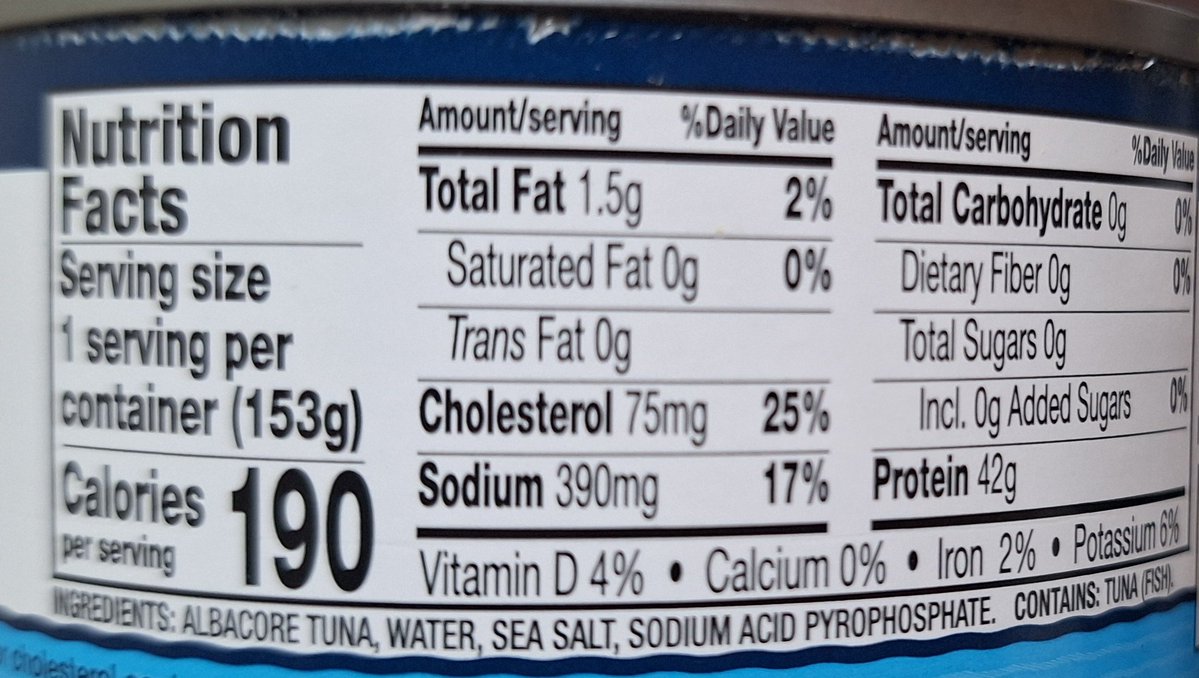 Nutrition
Facts
Serving size
1 serving per
container (153g)
Calories 190
per serving
Amount/serving %Daily Value
Total Fat 1.5g 2%
Saturated Fat 0g 0%
Trans Fat 0g
Cholesterol 75mg 25%
Sodium 390mg 17%
Amount/serving %Daily Value
Total Carbohydrate 0g 0%
Dietary Fiber 0g 0%
Total Sugars 0g
Incl. 0g Added Sugars 0%
Protein 42g
Vitamin D 4% • Calcium 0% • Iron 2% • Potassium 6%
INGREDIENTS: ALBACORE TUNA, WATER, SEA SALT, SODIUM ACID PYROPHOSPHATE. CONTAINS: TUNA (FISH).
cholesterol